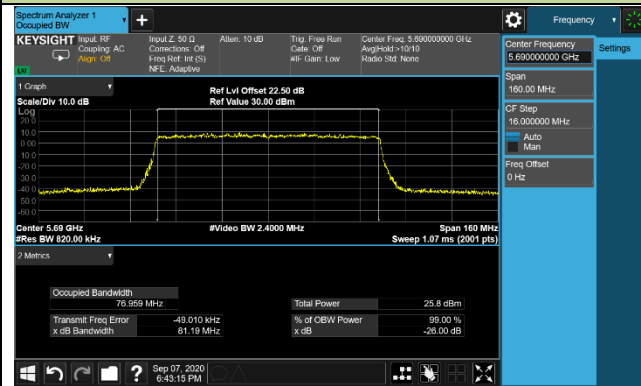 Spectrum Analyzer 1
Occupied BW
+
Frequency
KEYSIGHT
Input: RF
Coupling: AC
Align: Off
Input Z: 50 Ω
Corrections: Off
Freq Ref: Int (S)
NFE: Adaptive
Atten: 10 dB
Trig: Free Run
Gate: Off
#IF Gain: Low
Center Freq: 5.690000000 GHz
Avg|Hold:>10/10
Radio Std: None
Center Frequency
5.690000000 GHz
Settings
Span
160.00 MHz
CF Step
16.000000 MHz
Auto
Man
Freq Offset
0 Hz
1 Graph
Scale/Div 10.0 dB
Ref Lvl Offset 22.50 dB
Ref Value 30.00 dBm
Log
20.0
10.0
0.00
-10.0
-20.0
-30.0
-40.0
-50.0
-60.0
Center 5.69 GHz
#Res BW 820.00 kHz
#Video BW 2.4000 MHz
Span 160 MHz
Sweep 1.07 ms (2001 pts)
2 Metrics
Occupied Bandwidth
76.959 MHz
Total Power
25.8 dBm
Transmit Freq Error
-49.010 kHz
% of OBW Power
99.00 %
x dB Bandwidth
81.19 MHz
x dB
-26.00 dB
?
Sep 07, 2020
6:43:15 PM